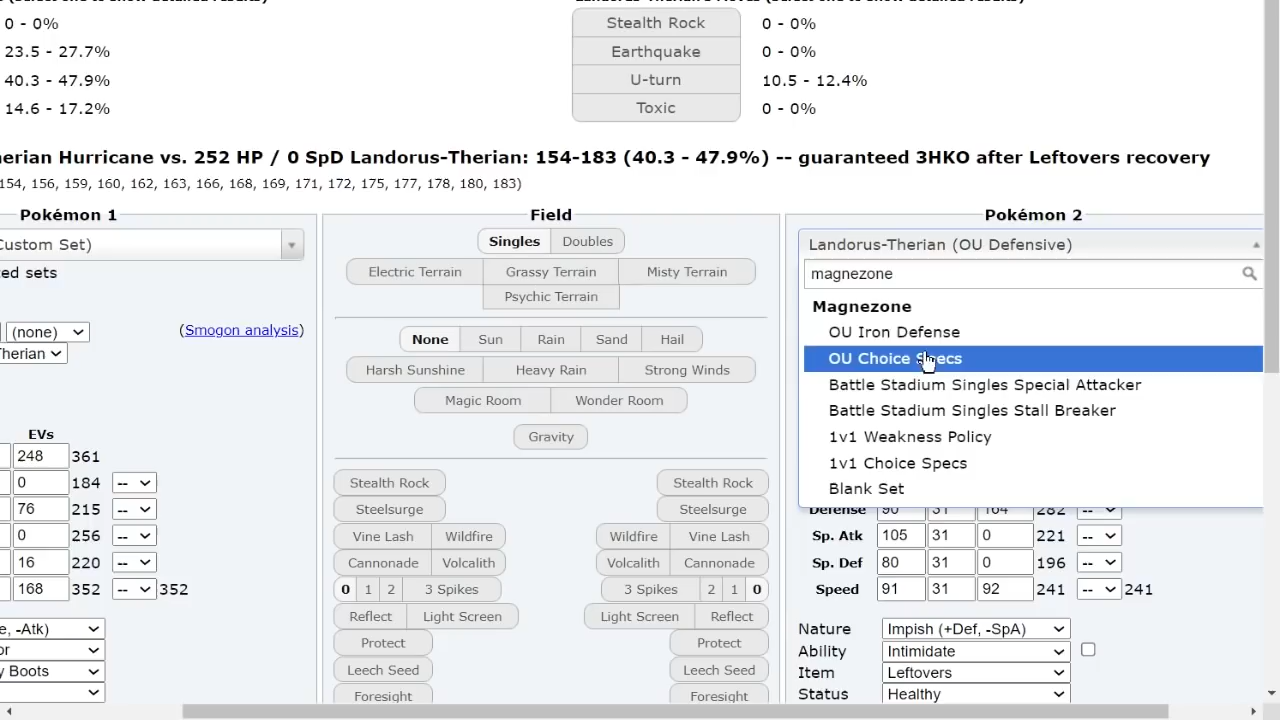 0 - 0%
23.5 - 27.7%
40.3 - 47.9%
14.6 - 17.2%
Stealth Rock 0 - 0%
Earthquake 0 - 0%
U-turn 10.5 - 12.4%
Toxic 0 - 0%
erian Hurricane vs. 252 HP / 0 SpD Landorus-Therian: 154-183 (40.3 - 47.9%) -- guaranteed 3HKO after Leftovers recovery
154, 156, 159, 160, 162, 163, 166, 168, 169, 171, 172, 175, 177, 178, 180, 183)
Pokémon 1
Custom Set)
ed sets
(none)
(Smogon analysis)
Therian
EVs
248 361
0 184 --
76 215 --
0 256 --
16 220 --
168 352 -- 352
e, -Atk)
or
y Boots
Field
Singles Doubles
Electric Terrain Grassy Terrain Misty Terrain
Psychic Terrain
None Sun Rain Sand Hail
Harsh Sunshine Heavy Rain Strong Winds
Magic Room Wonder Room
Gravity
Stealth Rock Stealth Rock
Steelsurge Steelsurge
Vine Lash Wildfire Wildfire Vine Lash
Cannonade Volcalith Volcalith Cannonade
0 1 2 3 Spikes 3 Spikes 2 1 0
Reflect Light Screen Light Screen Reflect
Protect Protect
Leech Seed Leech Seed
Foresight Foresight
Pokémon 2
Landorus-Therian (OU Defensive)
magnezone
Magnezone
OU Iron Defense
OU Choice Specs
Battle Stadium Singles Special Attacker
Battle Stadium Singles Stall Breaker
1v1 Weakness Policy
1v1 Choice Specs
Blank Set
Defense 90 31 164 282 --
Sp. Atk 105 31 0 221 --
Sp. Def 80 31 0 196 --
Speed 91 31 92 241 -- 241
Nature Impish (+Def, -SpA)
Ability Intimidate
Item Leftovers
Status Healthy